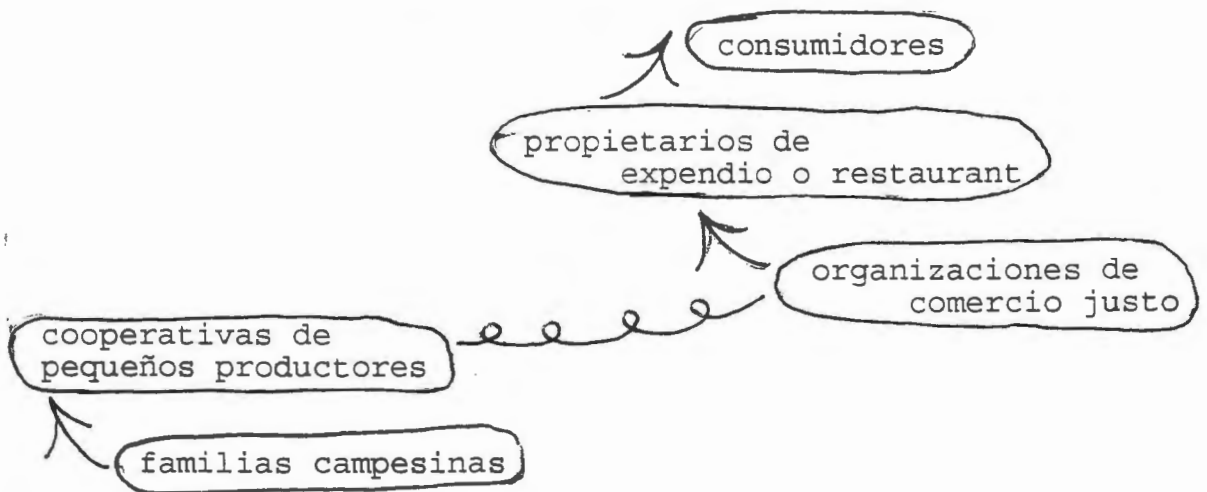 consumidores
propietarios de
expendio o restaurant
organizaciones de
comercio justo
cooperativas de
pequeños productores
familias campesinas